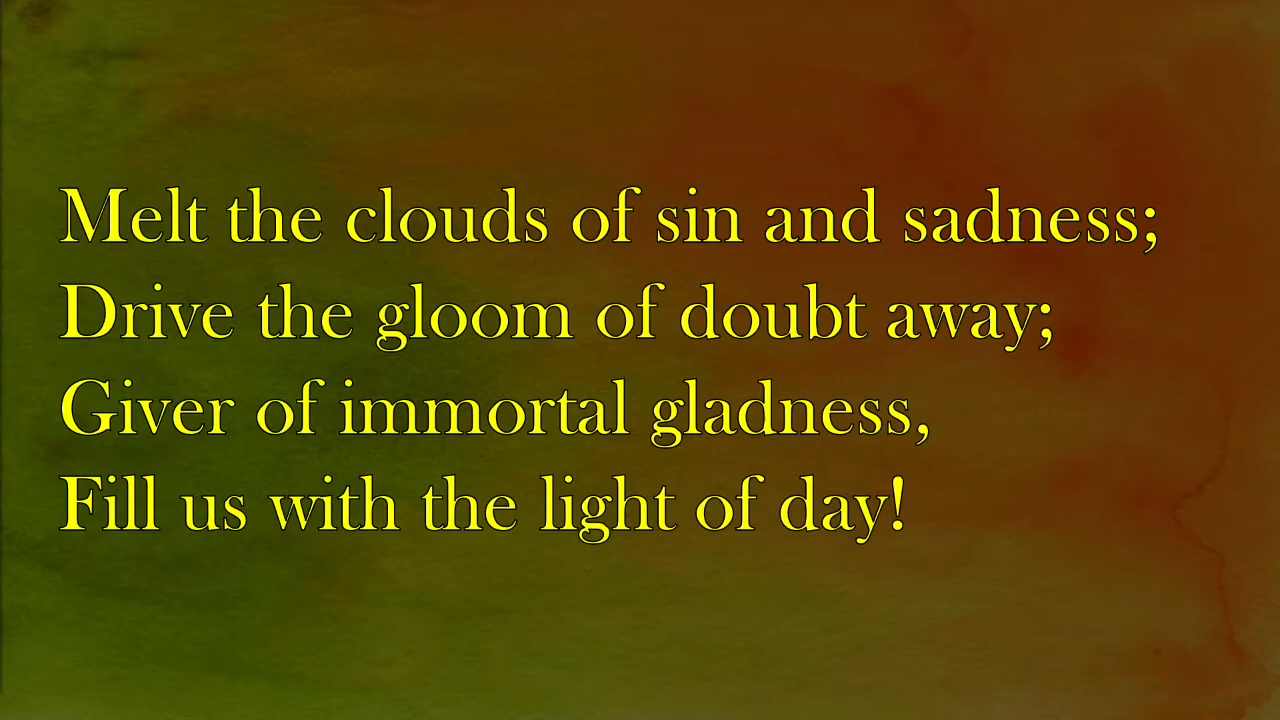 Melt the clouds of sin and sadness;
Drive the gloom of doubt away;
Giver of immortal gladness,
Fill us with the light of day!